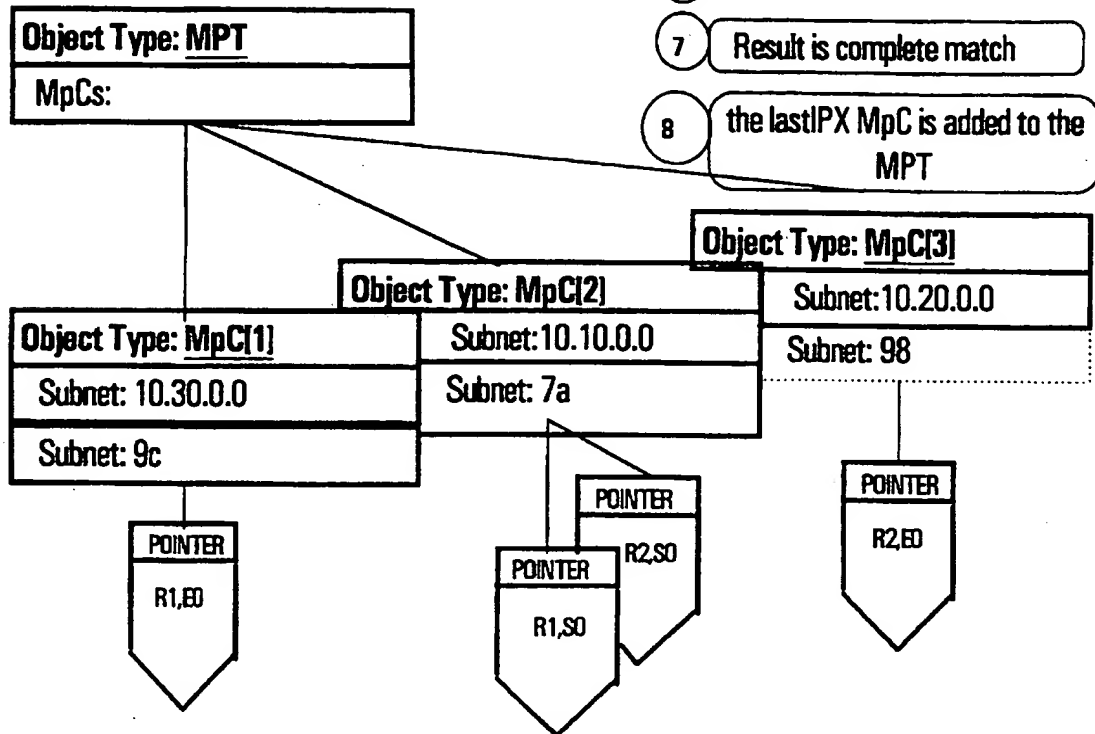 Object Type: MPT
MpCs:
7
Result is complete match
8
the lastIPX MpC is added to the
MPT
Object Type: MpC[3]
Subnet:10.20.0.0
Subnet: 98
Object Type: MpC[2]
Subnet:10.10.0.0
Subnet: 7a
Object Type: MpC[1]
Subnet: 10.30.0.0
Subnet: 9c
POINTER
R1,E0
POINTER
R1,S0
POINTER
R2,S0
POINTER
R2,E0